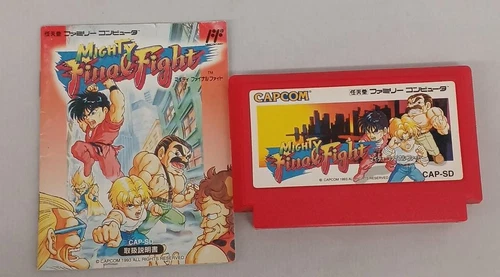 任天堂 ファミリー コンピュータ
MIGHTY
Final Fight
TM
マイティ ファイナルファイト
CAP-SD
取扱説明書
© CAPCOM 1993 ALL RIGHTS RESERVED
CAPCOM
任天堂 ファミリー コンピュータ
MIGHTY
Final Fight
© CAPCOM 1993
CAP-SD